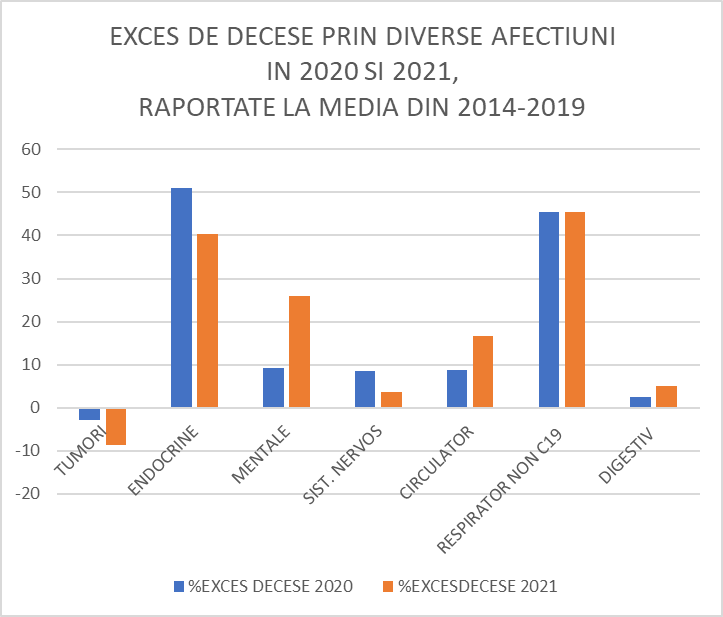 EXCES DE DECESE PRIN DIVERSE AFECTIUNI
IN 2020 SI 2021,
RAPORTATE LA MEDIA DIN 2014-2019
60
50
40
30
20
10
0
-10
-20
TUMORI
ENDOCRINE
MENTALE
SIST. NERVOS
CIRCULATOR
RESPIRATOR NON C19
DIGESTIV
%EXCES DECESE 2020
%EXCESDECESE 2021